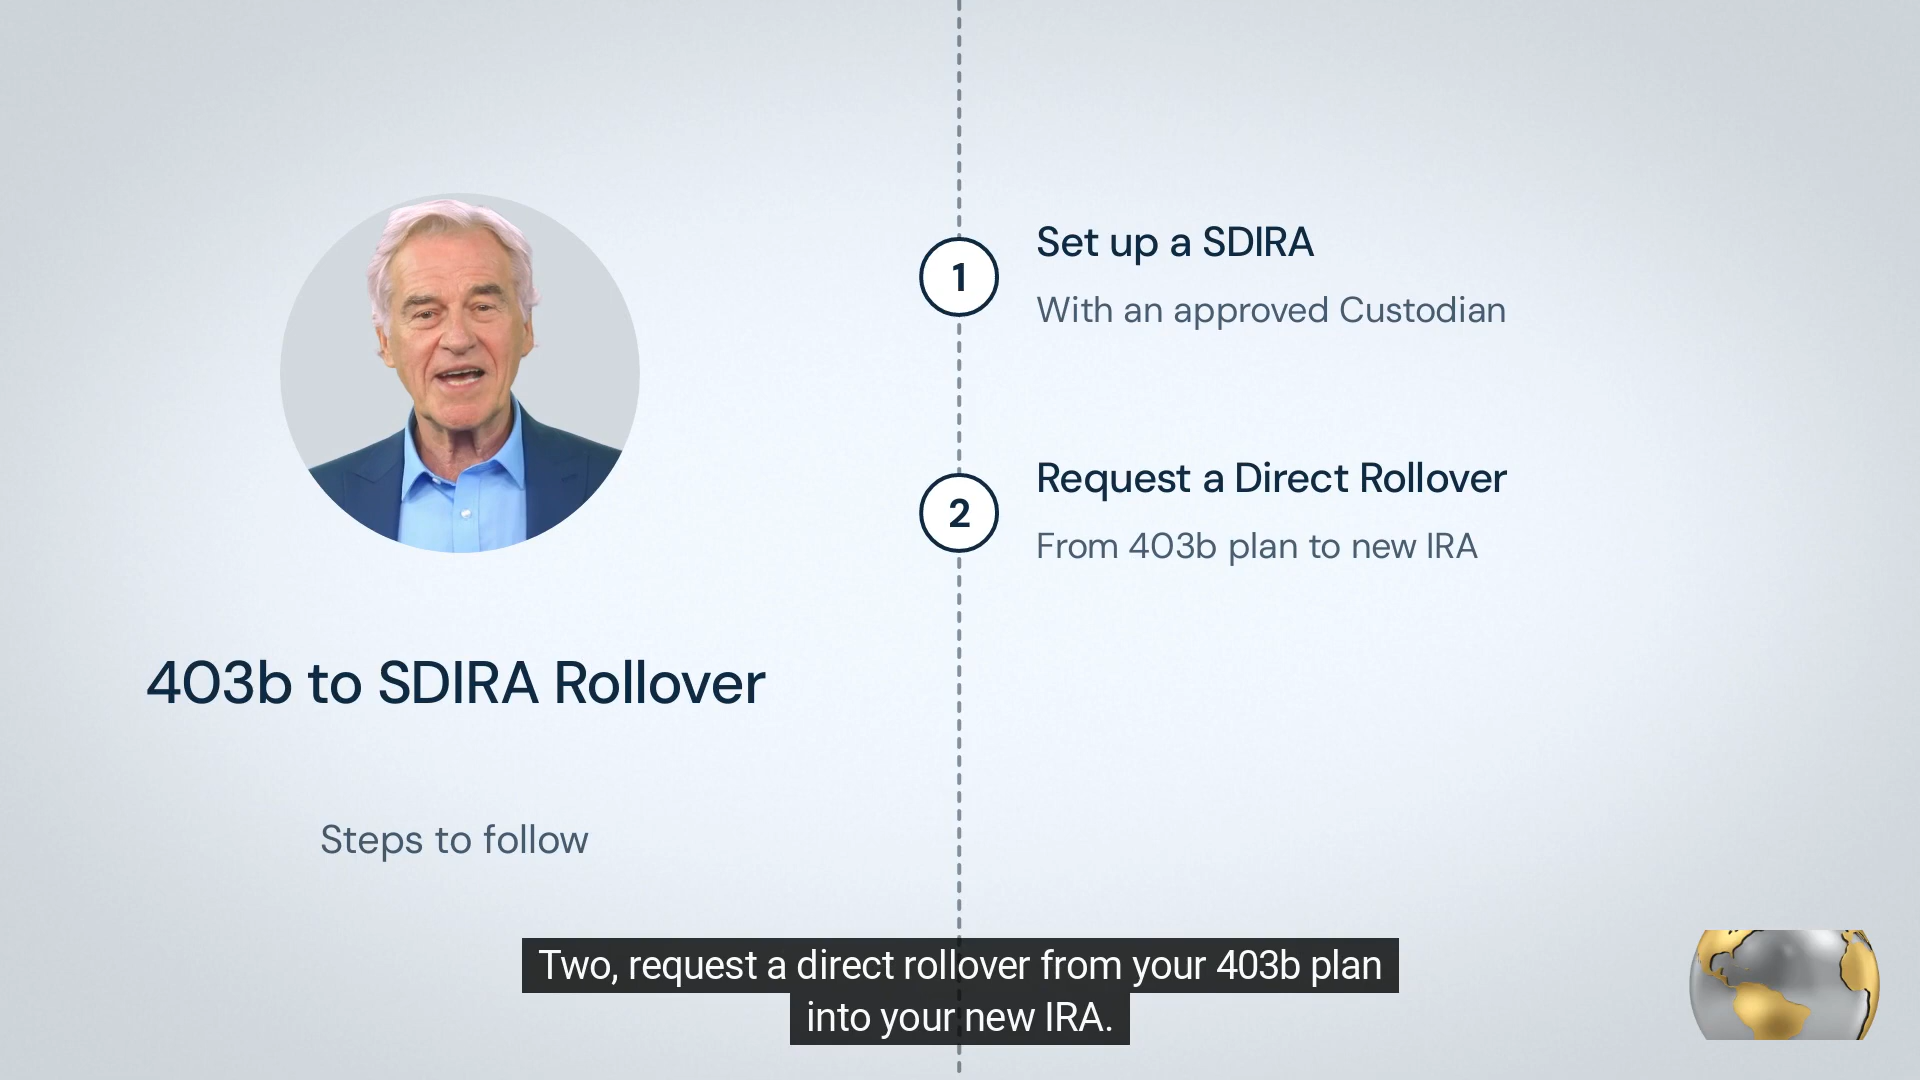 403b to SDIRA Rollover
Steps to follow
1
Set up a SDIRA
With an approved Custodian
2
Request a Direct Rollover
From 403b plan to new IRA
Two, request a direct rollover from your 403b plan
into your new IRA.